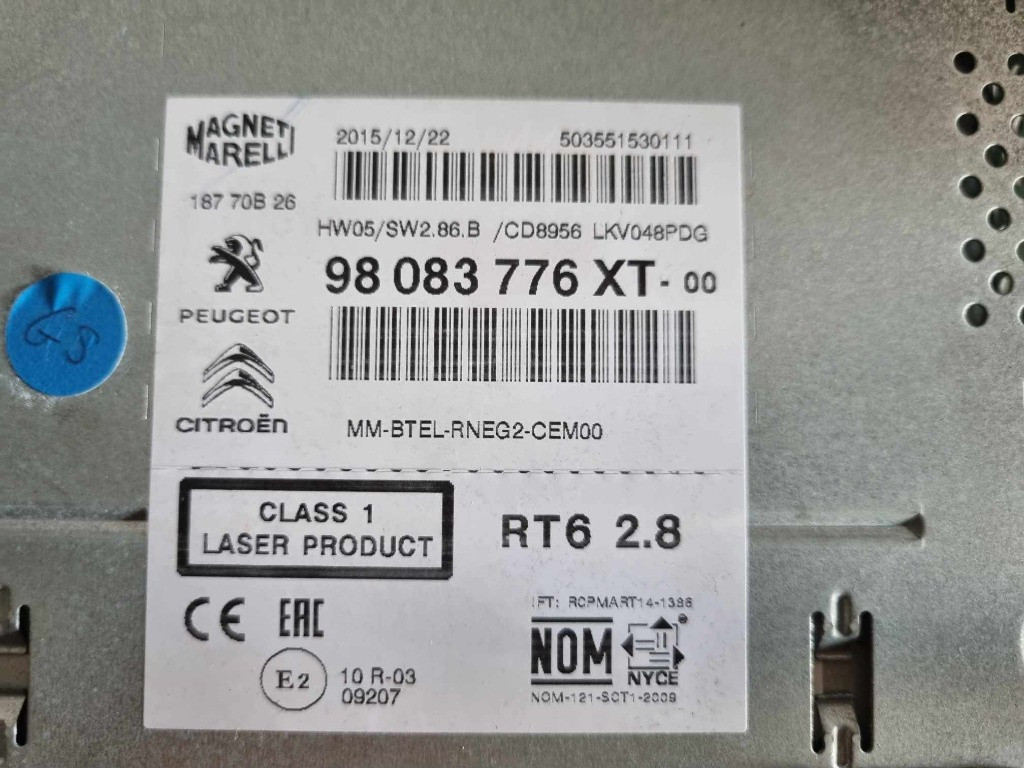 MAGNETI
MARELLI
187 70B 26
2015/12/22 503551530111
HW05/SW2.86.B /CD8956 LKV048PDG
98 083 776 XT- 00
PEUGEOT
CITROËN
MM-BTEL-RNEG2-CEM00
CLASS 1
LASER PRODUCT
RT6 2.8
CE EAC
E2
10 R-03
09207
IFT: RCPMART14-1386
NOM
NYCE
®
NOM-121-SCT1-2009